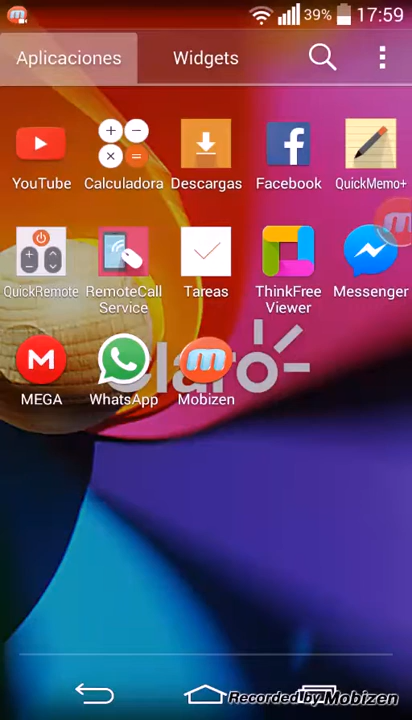 39% 17:59
Aplicaciones Widgets
YouTube Calculadora Descargas Facebook QuickMemo+
QuickRemote RemoteCall Service Tareas ThinkFree Viewer Messenger
Claro
MEGA WhatsApp Mobizen
Recorded by Mobizen